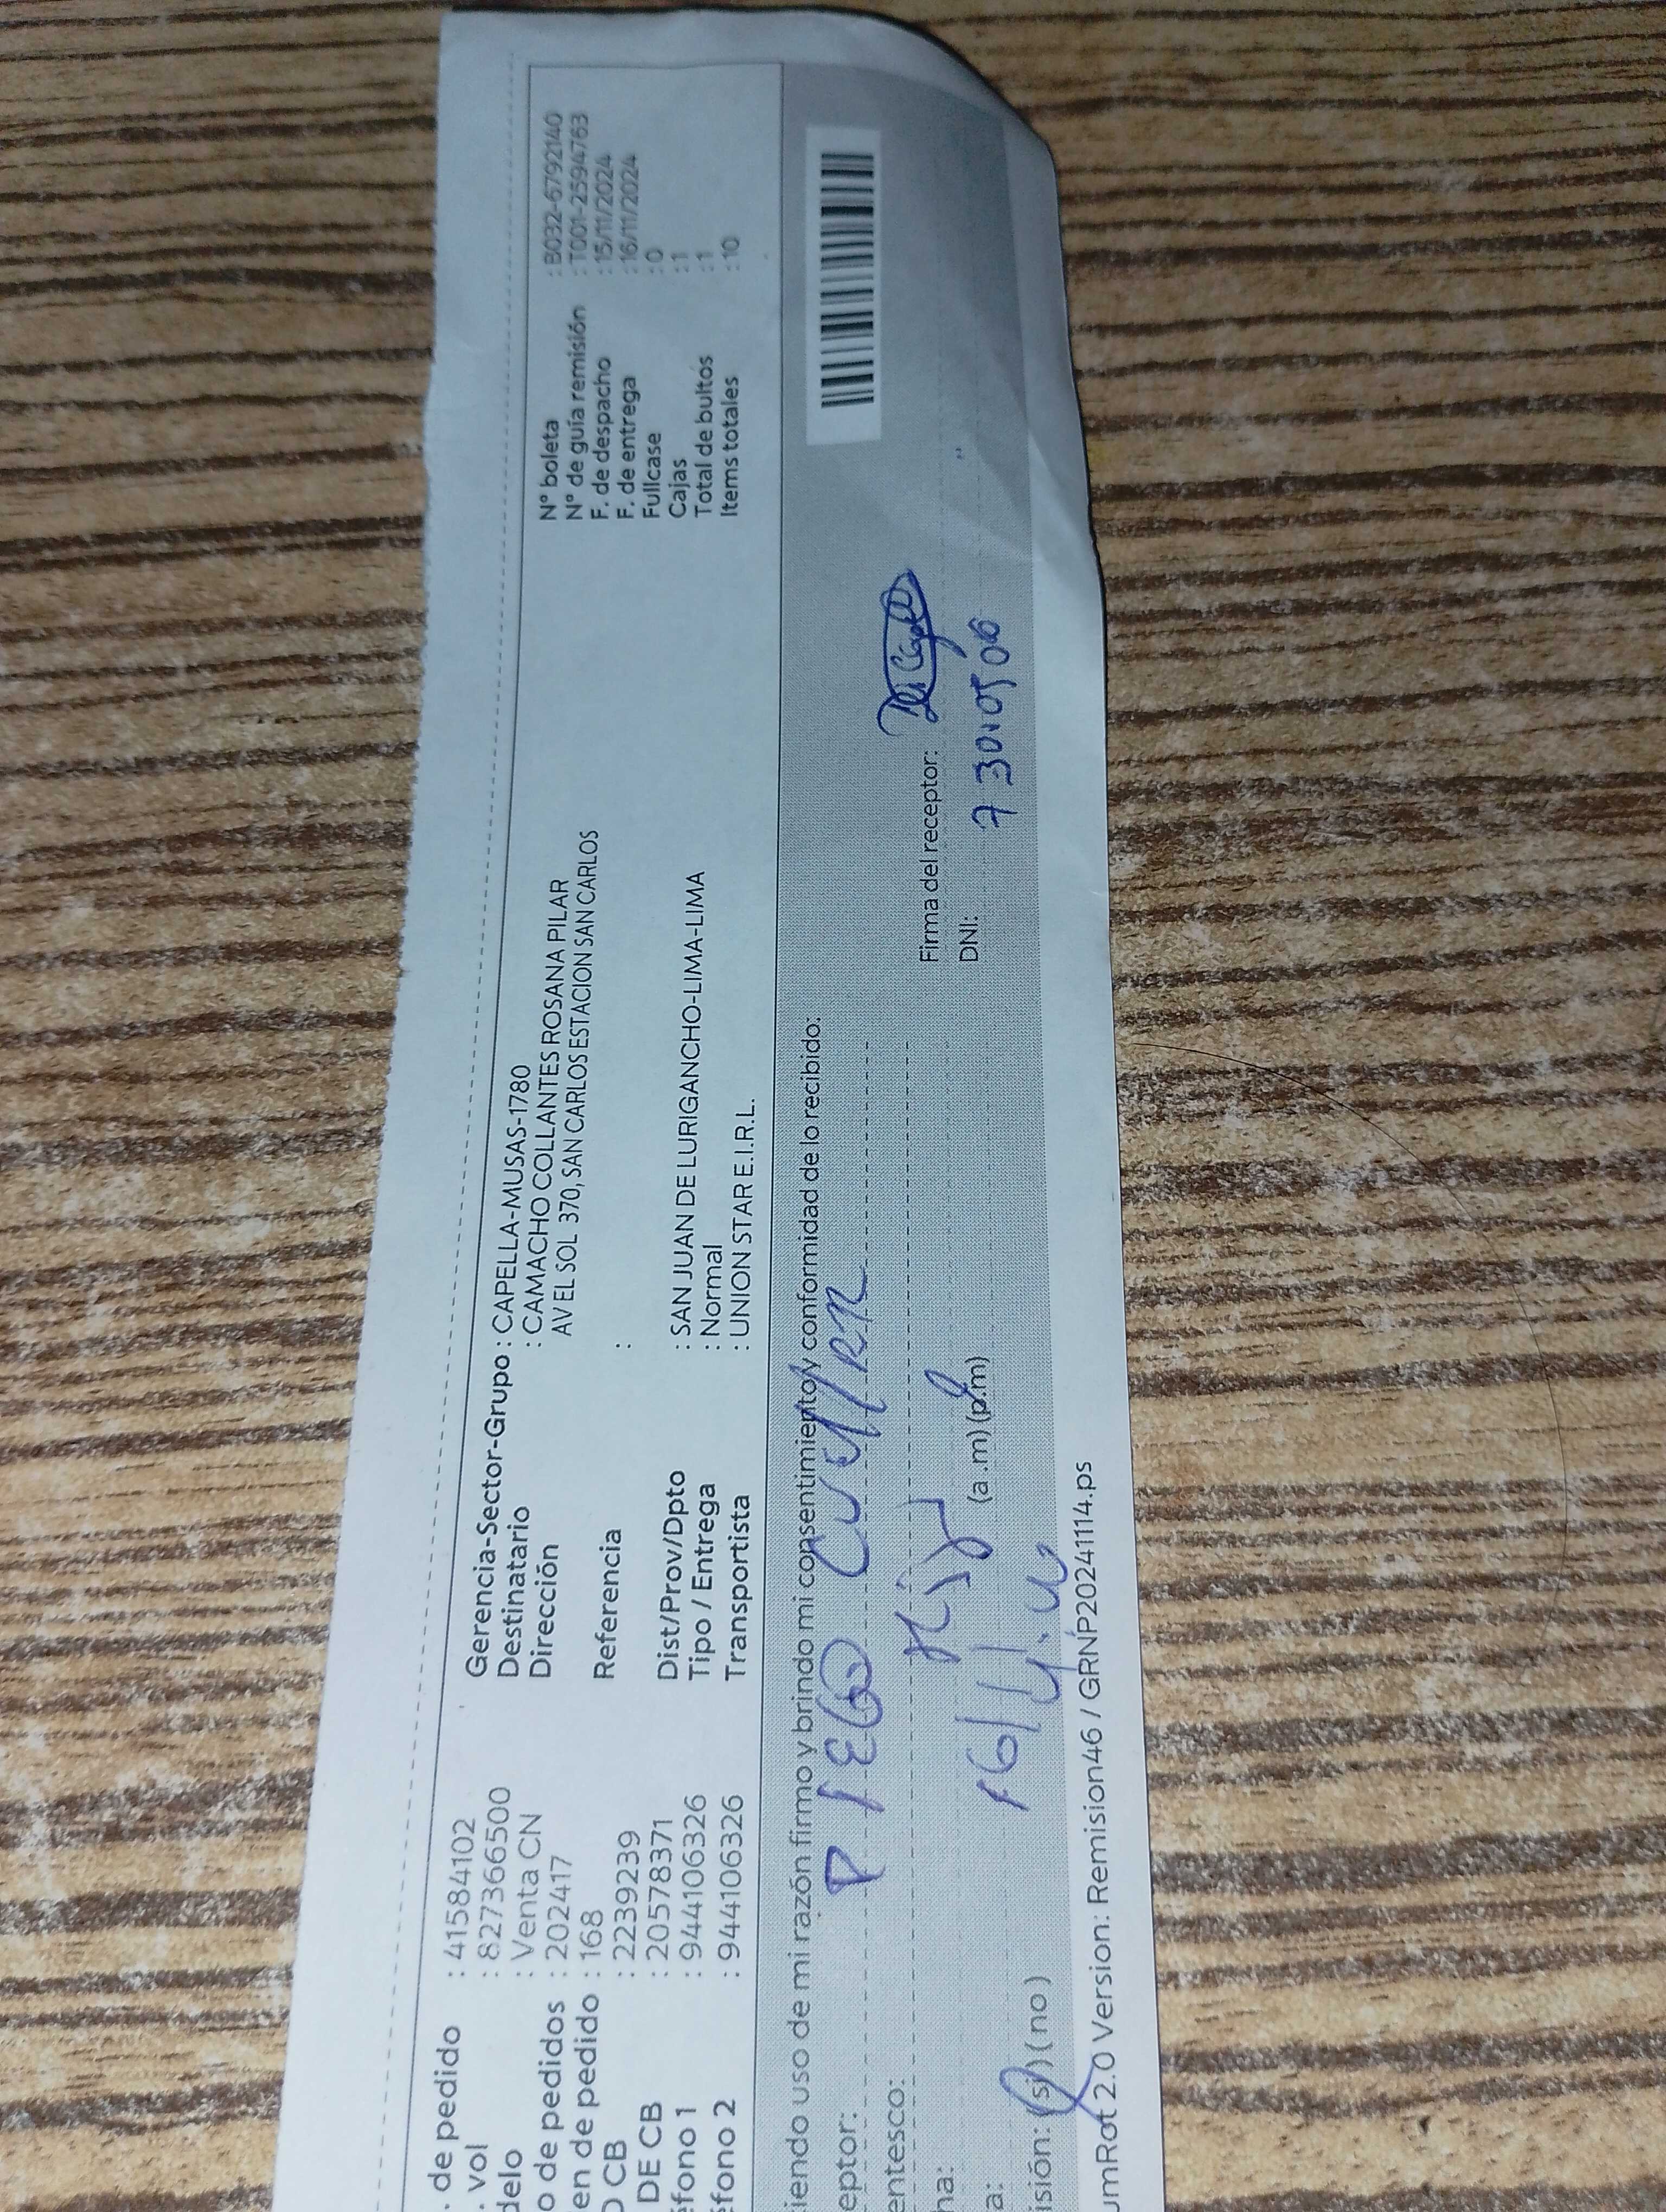 . de pedido : 41584102
. vol : 827366500
delo : Venta CN
o de pedidos : 202417
en de pedido : 168
O CB : 22392239
DE CB : 20578371
éfono 1 : 944106326
éfono 2 : 944106326
Gerencia-Sector-Grupo : CAPELLA-MUSAS-1780
Destinatario : CAMACHO COLLANTES ROSANA PILAR
Dirección AV EL SOL 370, SAN CARLOS ESTACION SAN CARLOS
Referencia :
Dist/Prov/Dpto : SAN JUAN DE LURIGANCHO-LIMA-LIMA
Tipo / Entrega : Normal
Transportista : UNION STAR E.I.R.L.
N° boleta : B032-6792140
N° de guía remisión : T001-2594763
F. de despacho : 15/11/2024
F. de entrega : 16/11/2024
Fullcase : 0
Cajas : 1
Total de bultos : 1
Items totales : 10
iendo uso de mi razón firmo y brindo mi consentimiento y conformidad de lo recibido:
eptor:
entesco:
ha: 16/11
a: (a.m) (p.m)
isión: (si) (no)
Firma del receptor:
DNI:
umRot 2.0 Version: Remision46 / GRNP20241114.ps